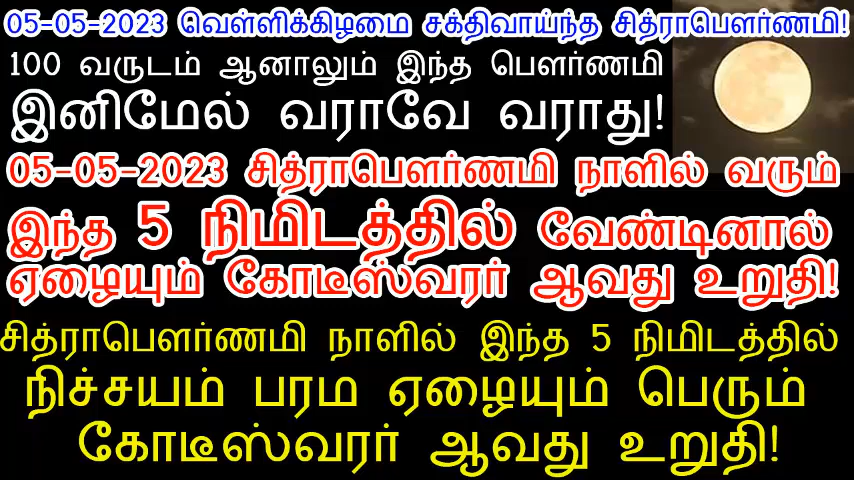 05-05-2023 வெள்ளிக்கிழமை சக்திவாய்ந்த சித்ராபௌர்ணமி!
100 வருடம் ஆனாலும் இந்த பௌர்ணமி
இனிமேல் வராவே வராது!
05-05-2023 சித்ராபௌர்ணமி நாளில் வரும்
இந்த 5 நிமிடத்தில் வேண்டினால்
ஏழையும் கோடீஸ்வரர் ஆவது உறுதி!
சித்ராபௌர்ணமி நாளில் இந்த 5 நிமிடத்தில்
நிச்சயம் பரம ஏழையும் பெரும்
கோடீஸ்வரர் ஆவது உறுதி!